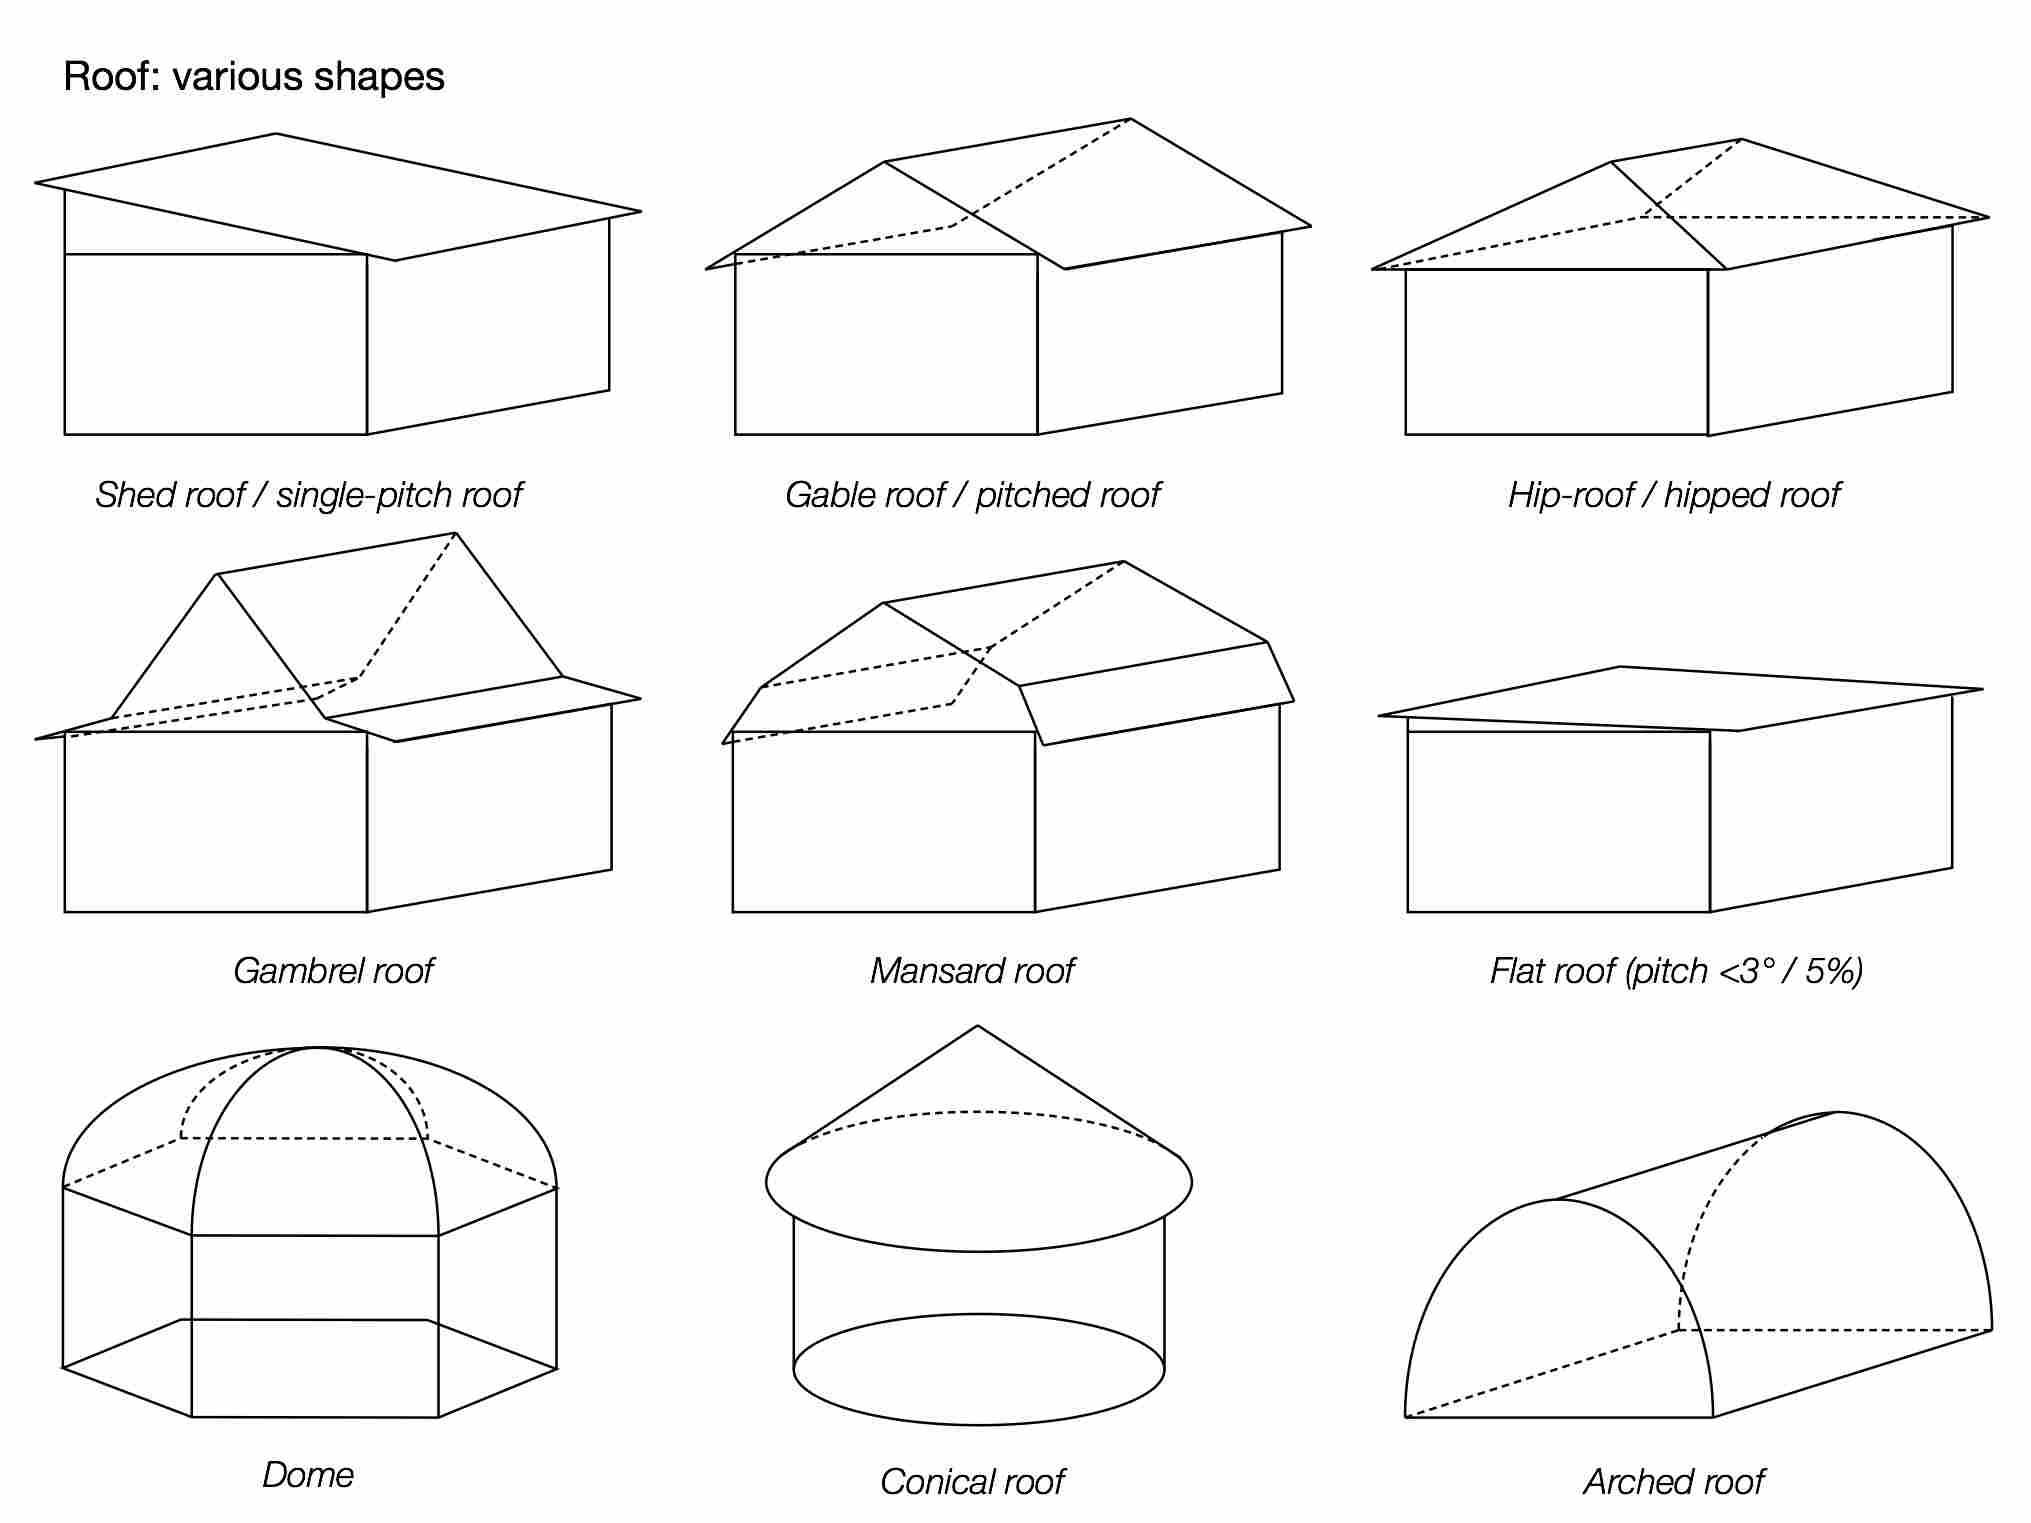 Roof: various shapes
Shed roof / single-pitch roof
Gable roof / pitched roof
Hip-roof / hipped roof
Gambrel roof
Mansard roof
Flat roof (pitch <3° / 5%)
Dome
Conical roof
Arched roof